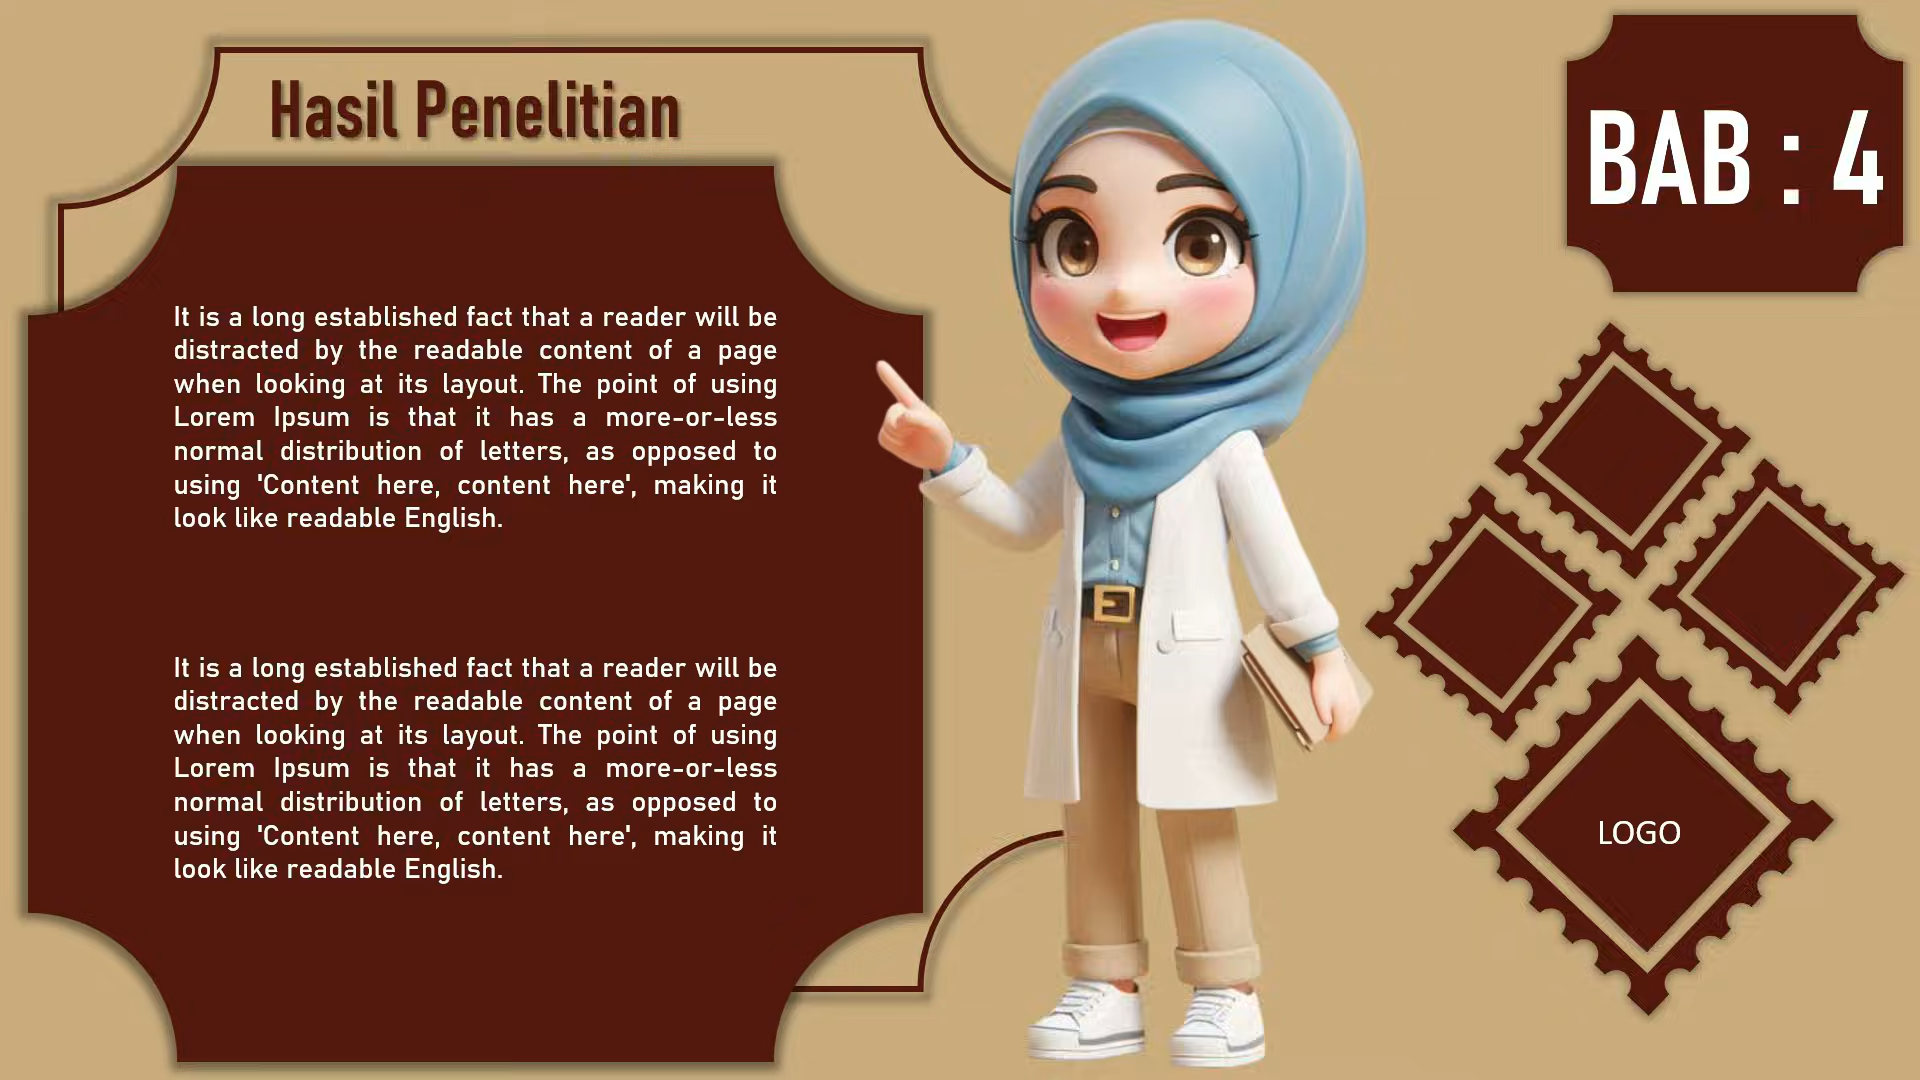 Hasil Penelitian
BAB : 4
It is a long established fact that a reader will be
distracted by the readable content of a page
when looking at its layout. The point of using
Lorem Ipsum is that it has a more-or-less
normal distribution of letters, as opposed to
using 'Content here, content here', making it
look like readable English.
It is a long established fact that a reader will be
distracted by the readable content of a page
when looking at its layout. The point of using
Lorem Ipsum is that it has a more-or-less
normal distribution of letters, as opposed to
using 'Content here, content here', making it
look like readable English.
LOGO